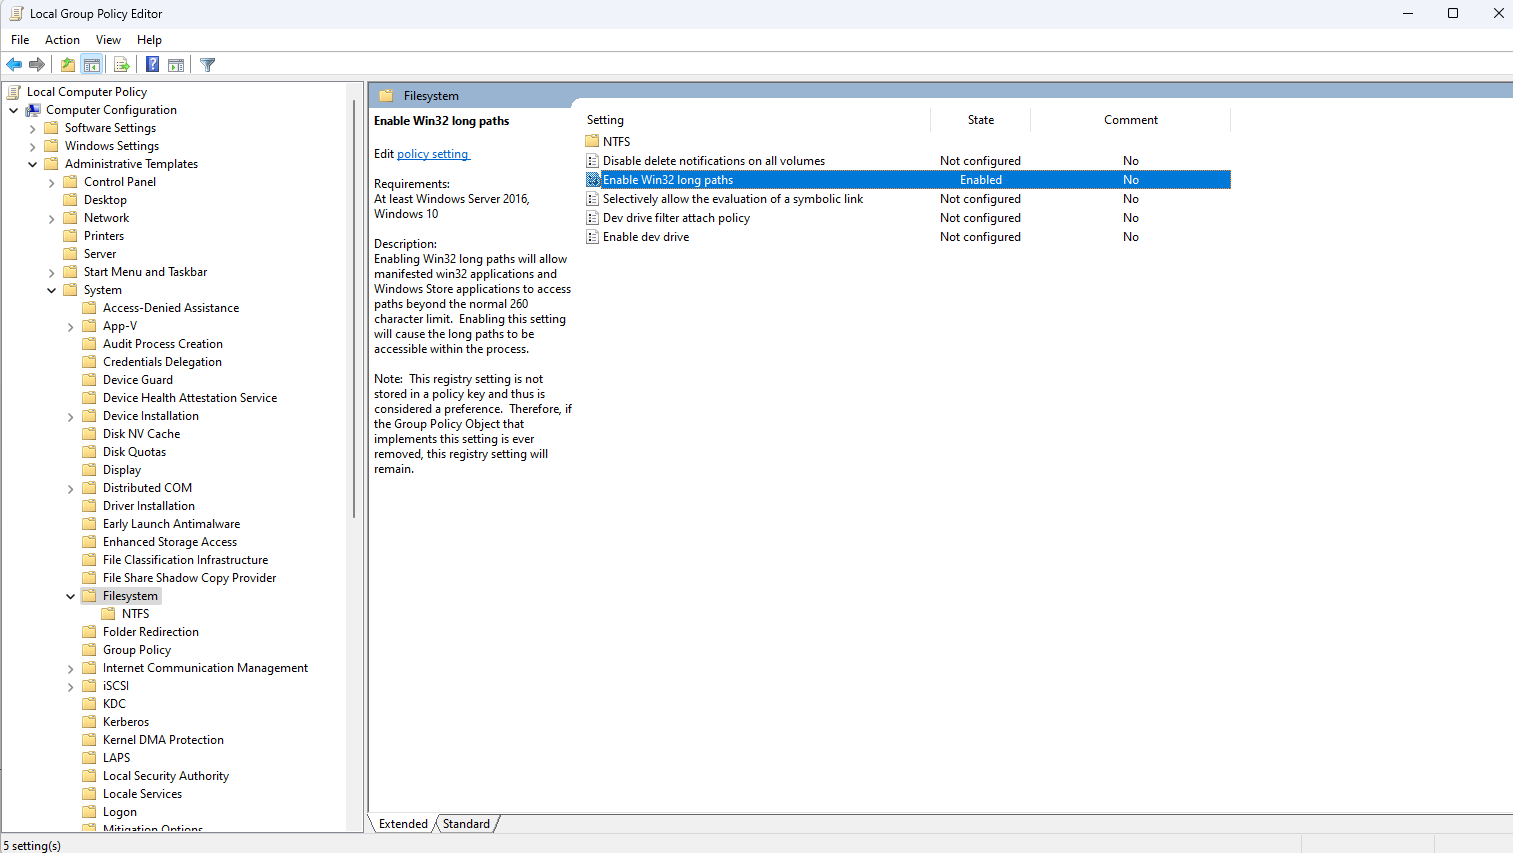 Local Group Policy Editor
File Action View Help
Local Computer Policy
Computer Configuration
Software Settings
Windows Settings
Administrative Templates
Control Panel
Desktop
Network
Printers
Server
Start Menu and Taskbar
System
Access-Denied Assistance
App-V
Audit Process Creation
Credentials Delegation
Device Guard
Device Health Attestation Service
Device Installation
Disk NV Cache
Disk Quotas
Display
Distributed COM
Driver Installation
Early Launch Antimalware
Enhanced Storage Access
File Classification Infrastructure
File Share Shadow Copy Provider
Filesystem
NTFS
Folder Redirection
Group Policy
Internet Communication Management
iSCSI
KDC
Kerberos
Kernel DMA Protection
LAPS
Local Security Authority
Locale Services
Logon
Mitigation Options
Filesystem
Enable Win32 long paths
Edit policy setting
Requirements:
At least Windows Server 2016,
Windows 10
Description:
Enabling Win32 long paths will allow
manifested win32 applications and
Windows Store applications to access
paths beyond the normal 260
character limit.  Enabling this setting
will cause the long paths to be
accessible within the process.
Note:  This registry setting is not
stored in a policy key and thus is
considered a preference.  Therefore, if
the Group Policy Object that
implements this setting is ever
removed, this registry setting will
remain.
Setting State Comment
NTFS
Disable delete notifications on all volumes Not configured No
Enable Win32 long paths Enabled No
Selectively allow the evaluation of a symbolic link Not configured No
Dev drive filter attach policy Not configured No
Enable dev drive Not configured No
Extended Standard
5 setting(s)